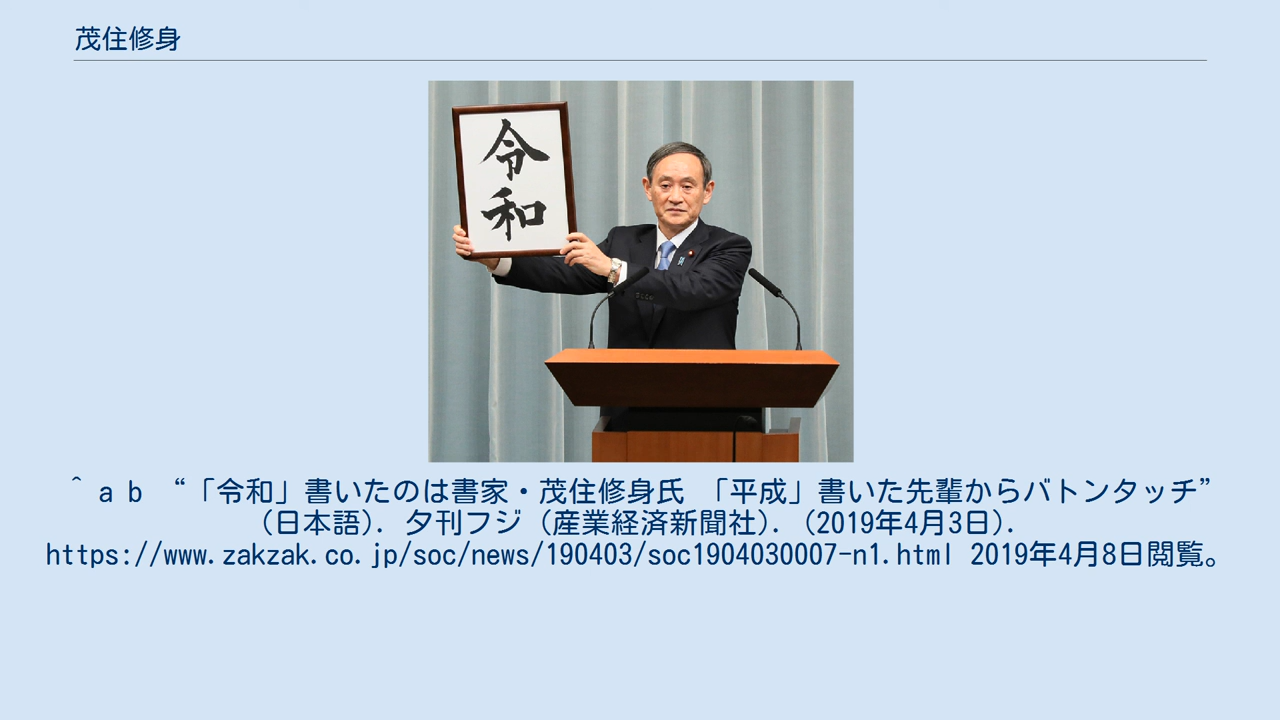 茂住修身
令
和
^ a b “「令和」書いたのは書家・茂住修身氏 「平成」書いた先輩からバトンタッチ”
(日本語). 夕刊フジ (産業経済新聞社). (2019年4月3日).
https://www.zakzak.co.jp/soc/news/190403/soc1904030007-n1.html 2019年4月8日閲覧。